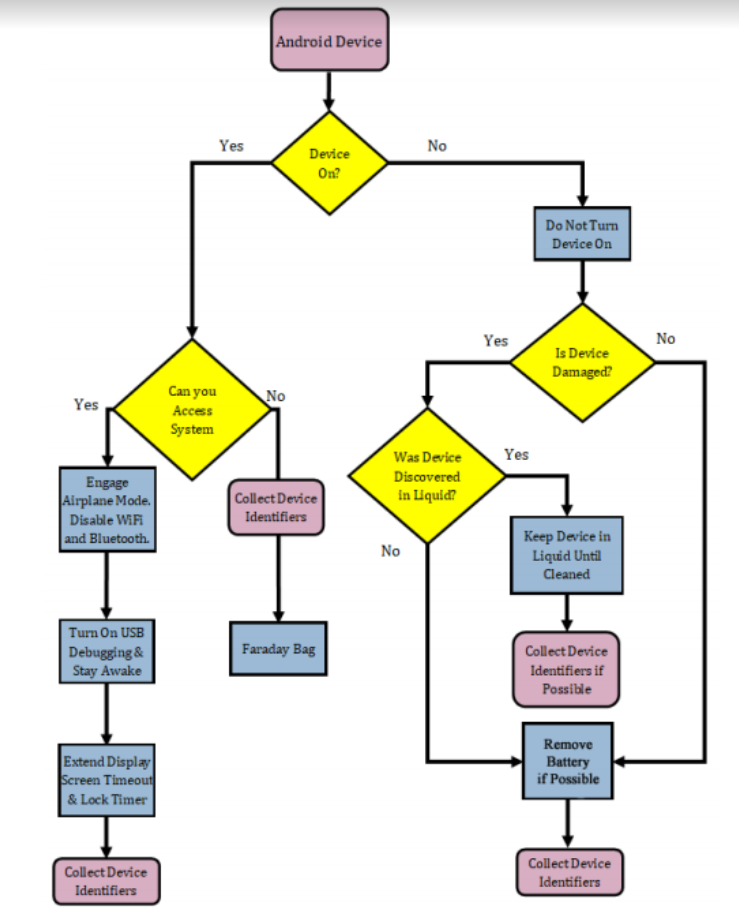 Android Device
Device
On?
Yes
No
Do Not Turn
Device On
Is Device
Damaged?
Yes
No
Can you
Access
System
Yes
No
Was Device
Discovered
in Liquid?
Yes
No
Engage
Airplane Mode.
Disable WiFi
and Bluetooth.
Collect Device
Identifiers
Keep Device in
Liquid Until
Cleaned
Turn On USB
Debugging &
Stay Awake
Faraday Bag
Collect Device
Identifiers if
Possible
Extend Display
Screen Timeout
& Lock Timer
Remove
Battery
if Possible
Collect Device
Identifiers
Collect Device
Identifiers